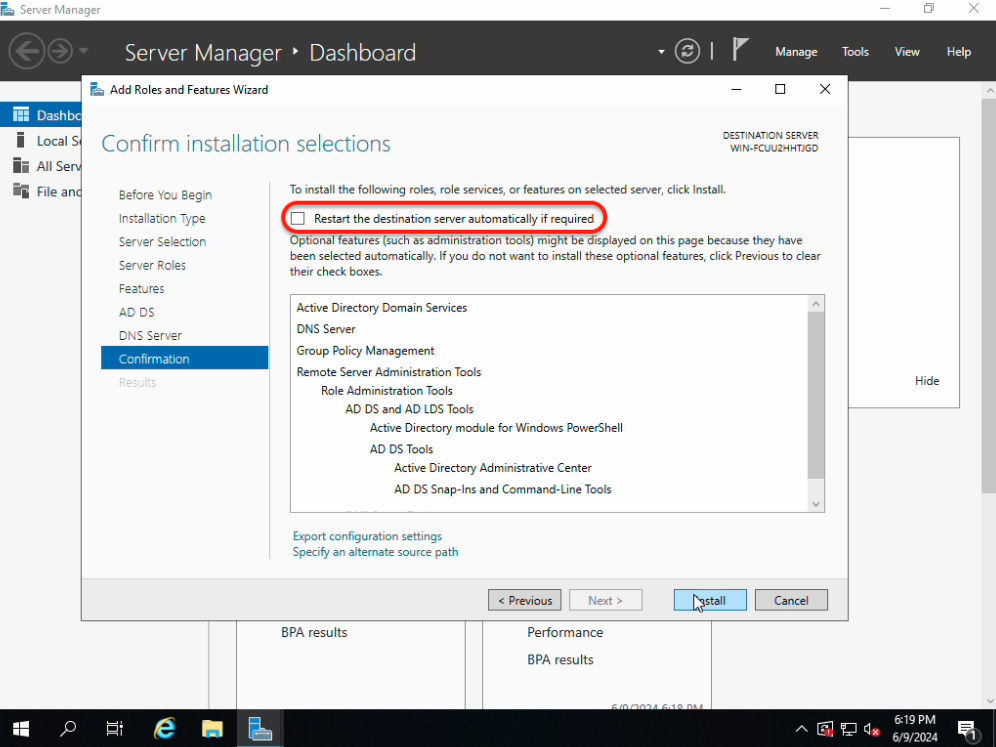 Server Manager
Server Manager ‣ Dashboard
Manage
Tools
View
Help
Add Roles and Features Wizard
Dashbo
Local Se
All Serv
File and
Confirm installation selections
DESTINATION SERVER
WIN-FCUU2HHTJGD
Before You Begin
Installation Type
Server Selection
Server Roles
Features
AD DS
DNS Server
Confirmation
Results
To install the following roles, role services, or features on selected server, click Install.
Restart the destination server automatically if required
Optional features (such as administration tools) might be displayed on this page because they have
been selected automatically. If you do not want to install these optional features, click Previous to clear
their check boxes.
Active Directory Domain Services
DNS Server
Group Policy Management
Remote Server Administration Tools
Role Administration Tools
AD DS and AD LDS Tools
Active Directory module for Windows PowerShell
AD DS Tools
Active Directory Administrative Center
AD DS Snap-Ins and Command-Line Tools
Export configuration settings
Specify an alternate source path
Hide
< Previous
Next >
Install
Cancel
BPA results
Performance
BPA results
6/9/2024 6:18 PM
6:19 PM
6/9/2024
1